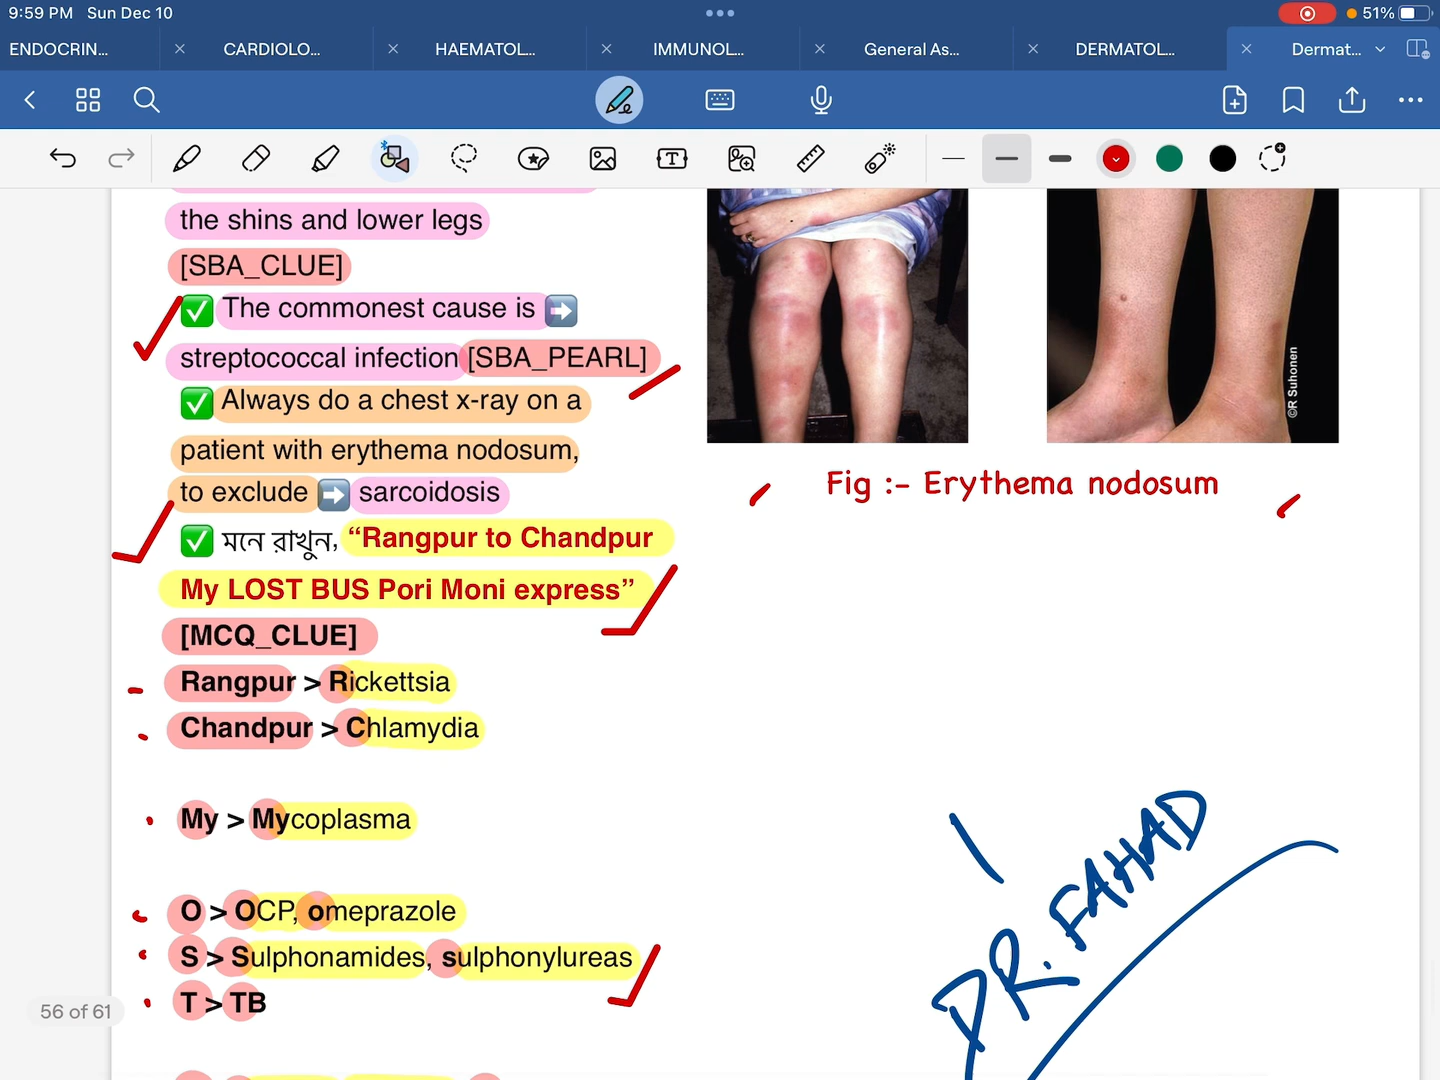 9:59 PM Sun Dec 10
51%
ENDOCRIN...
CARDIOLO...
HAEMATOL...
IMMUNOL...
General As...
DERMATOL...
Dermat...
the shins and lower legs
[SBA_CLUE]
✅ The commonest cause is ➡
streptococcal infection [SBA_PEARL]
✅ Always do a chest x-ray on a
patient with erythema nodosum,
to exclude ➡ sarcoidosis
✅ মনে রাখুন, “Rangpur to Chandpur
My LOST BUS Pori Moni express”
[MCQ_CLUE]
Rangpur > Rickettsia
Chandpur > Chlamydia
My > Mycoplasma
O > OCP, omeprazole
S > Sulphonamides, sulphonylureas
T > TB
©R Suhonen
Fig :- Erythema nodosum
DR. FAHAD
56 of 61